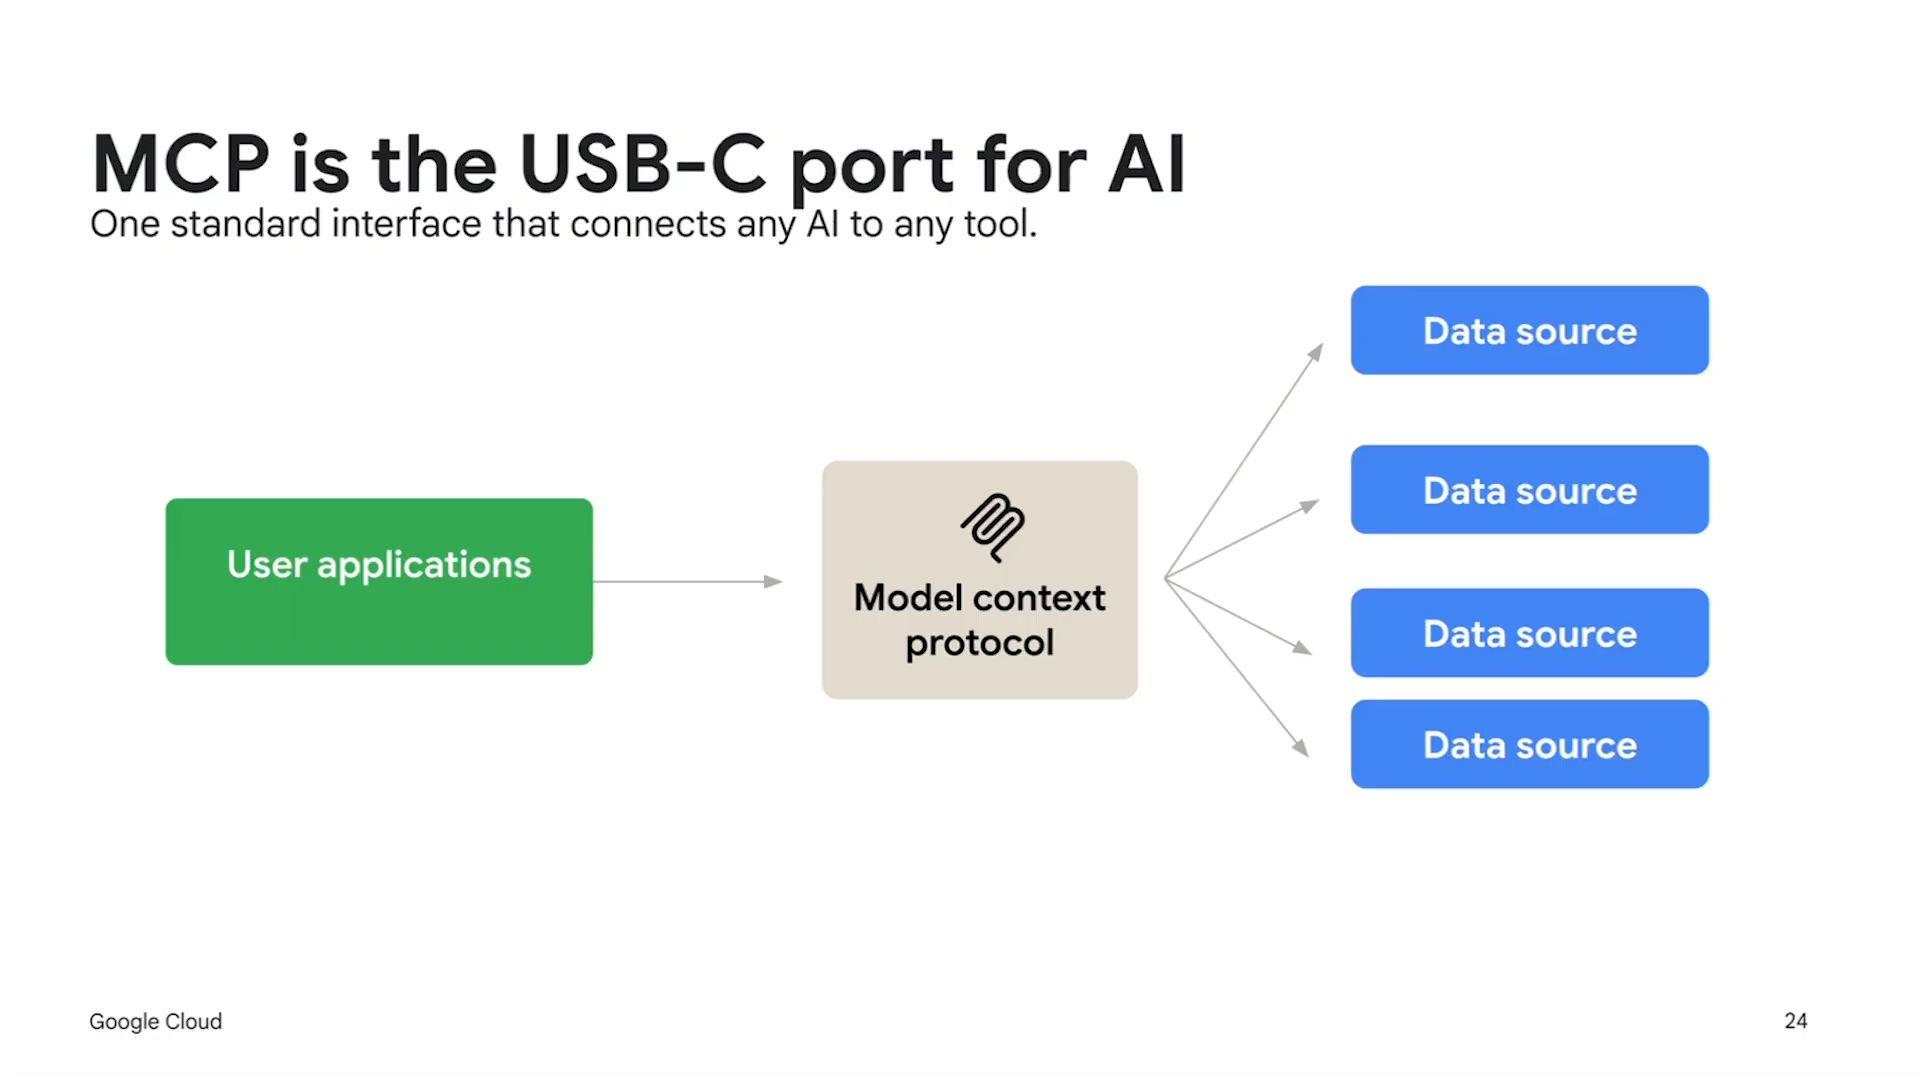 MCP is the USB-C port for AI
One standard interface that connects any AI to any tool.
User applications
Model context
protocol
Data source
Data source
Data source
Data source
Google Cloud
24